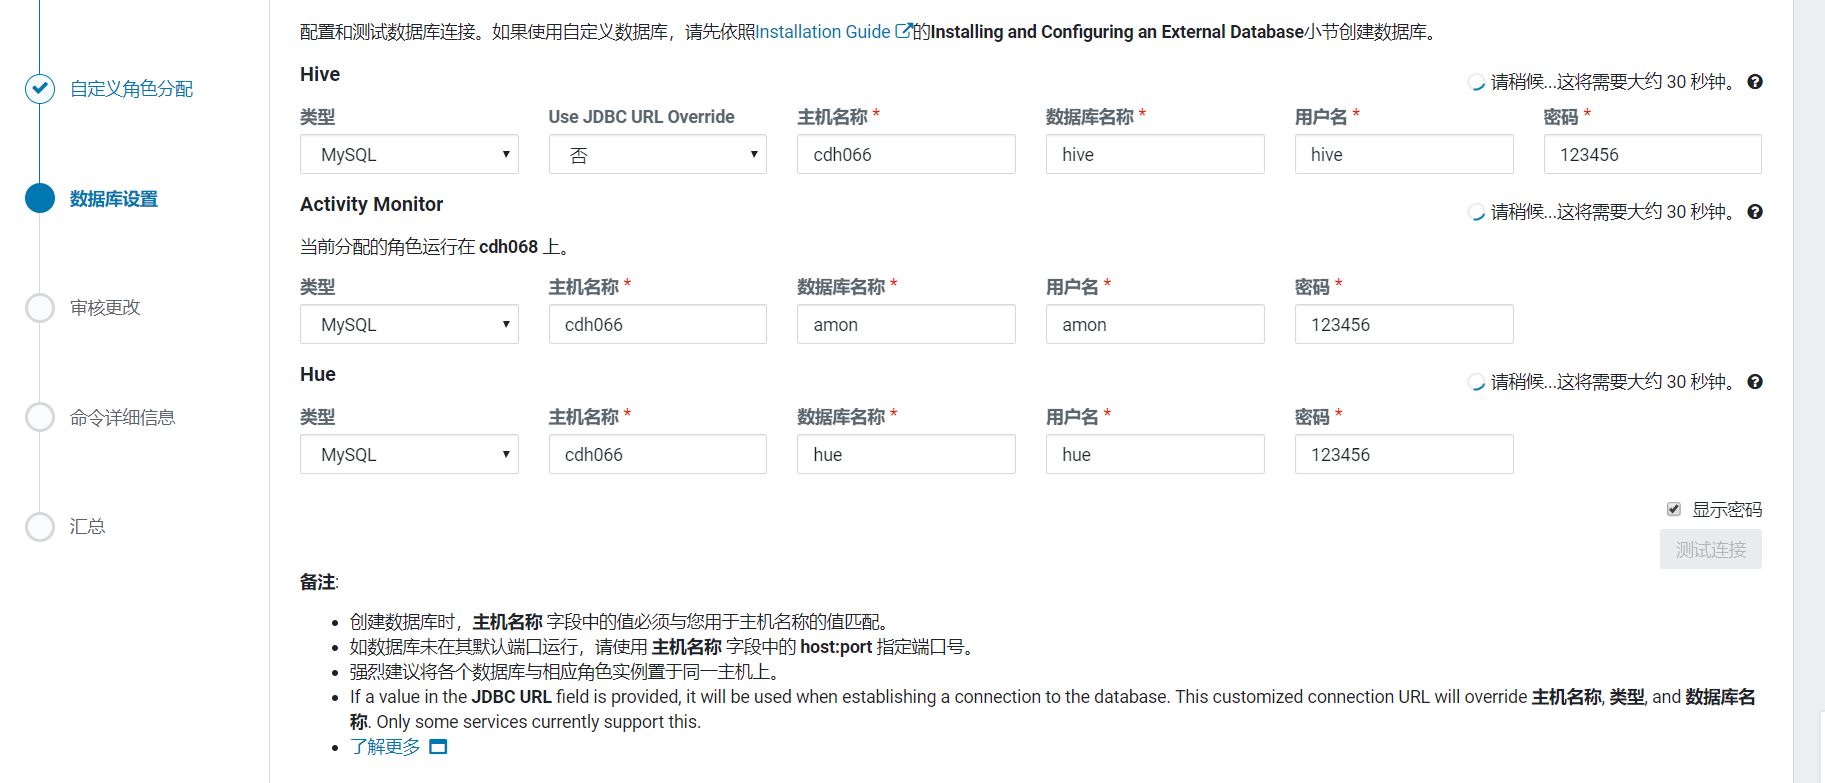 配置和测试数据库连接。如果使用自定义数据库，请先依照Installation Guide 的Installing and Configuring an External Database小节创建数据库。
自定义角色分配
数据库设置
审核更改
命令详细信息
汇总
Hive
请稍候...这将需要大约 30 秒钟。
类型 Use JDBC URL Override 主机名称 * 数据库名称 * 用户名 * 密码 *
MySQL 否 cdh066 hive hive 123456
Activity Monitor
请稍候...这将需要大约 30 秒钟。
当前分配的角色运行在 cdh068 上。
类型 主机名称 * 数据库名称 * 用户名 * 密码 *
MySQL cdh066 amon amon 123456
Hue
请稍候...这将需要大约 30 秒钟。
类型 主机名称 * 数据库名称 * 用户名 * 密码 *
MySQL cdh066 hue hue 123456
显示密码
测试连接
备注:
• 创建数据库时，主机名称 字段中的值必须与您用于主机名称的值匹配。
• 如数据库未在其默认端口运行，请使用 主机名称 字段中的 host:port 指定端口号。
• 强烈建议将各个数据库与相应角色实例置于同一主机上。
• If a value in the JDBC URL field is provided, it will be used when establishing a connection to the database. This customized connection URL will override 主机名称, 类型, and 数据库名
称. Only some services currently support this.
• 了解更多